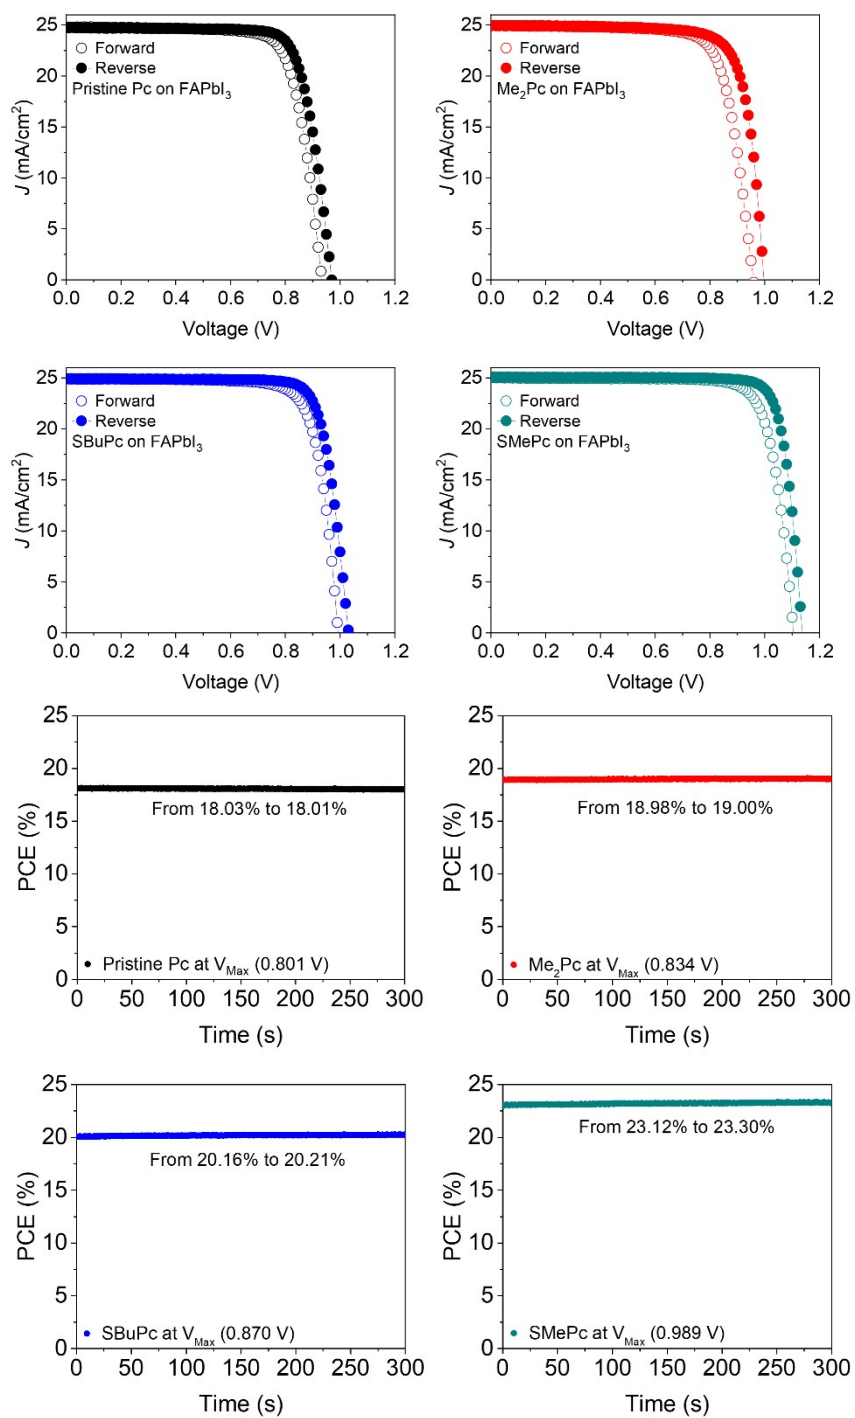 25
20
15
10
5
0
J (mA/cm²)
Forward
Reverse
Pristine Pc on FAPbI₃
0.0 0.2 0.4 0.6 0.8 1.0 1.2
Voltage (V)
25
20
15
10
5
0
J (mA/cm²)
Forward
Reverse
Me₂Pc on FAPbI₃
0.0 0.2 0.4 0.6 0.8 1.0 1.2
Voltage (V)
25
20
15
10
5
0
J (mA/cm²)
Forward
Reverse
SBuPc on FAPbI₃
0.0 0.2 0.4 0.6 0.8 1.0 1.2
Voltage (V)
25
20
15
10
5
0
J (mA/cm²)
Forward
Reverse
SMePc on FAPbI₃
0.0 0.2 0.4 0.6 0.8 1.0 1.2
Voltage (V)
25
20
15
10
5
0
PCE (%)
From 18.03% to 18.01%
Pristine Pc at V_Max (0.801 V)
0 50 100 150 200 250 300
Time (s)
25
20
15
10
5
0
PCE (%)
From 18.98% to 19.00%
Me₂Pc at V_Max (0.834 V)
0 50 100 150 200 250 300
Time (s)
25
20
15
10
5
0
PCE (%)
From 20.16% to 20.21%
SBuPc at V_Max (0.870 V)
0 50 100 150 200 250 300
Time (s)
25
20
15
10
5
0
PCE (%)
From 23.12% to 23.30%
SMePc at V_Max (0.989 V)
0 50 100 150 200 250 300
Time (s)